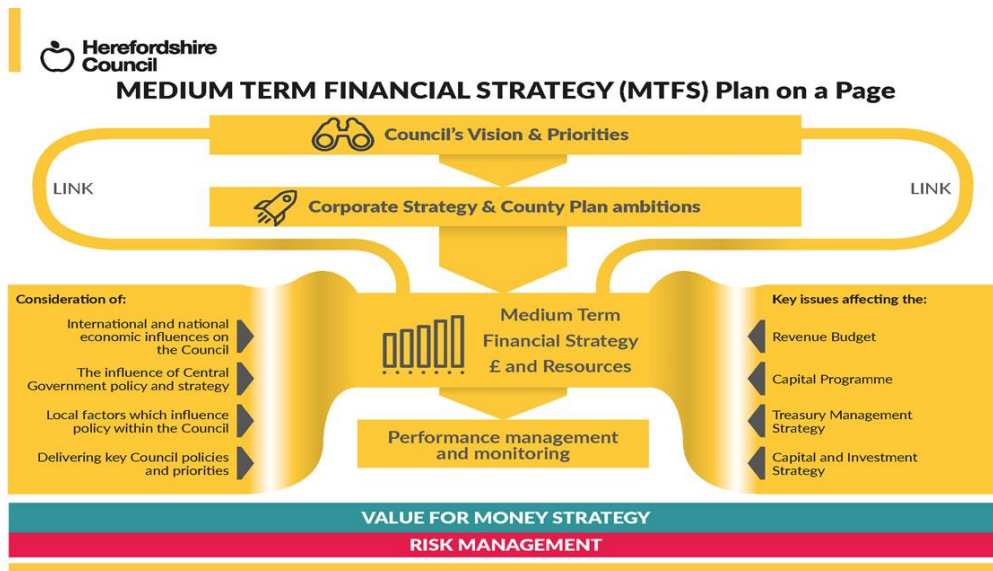 Herefordshire
Council
MEDIUM TERM FINANCIAL STRATEGY (MTFS) Plan on a Page
Council's Vision & Priorities
LINK
LINK
Corporate Strategy & County Plan ambitions
Consideration of:
International and national
economic influences on
the Council
The influence of Central
Government policy and strategy
Local factors which influence
policy within the Council
Delivering key Council policies
and priorities
Medium Term
Financial Strategy
£ and Resources
Performance management
and monitoring
Key issues affecting the:
Revenue Budget
Capital Programme
Treasury Management
Strategy
Capital and Investment
Strategy
VALUE FOR MONEY STRATEGY
RISK MANAGEMENT